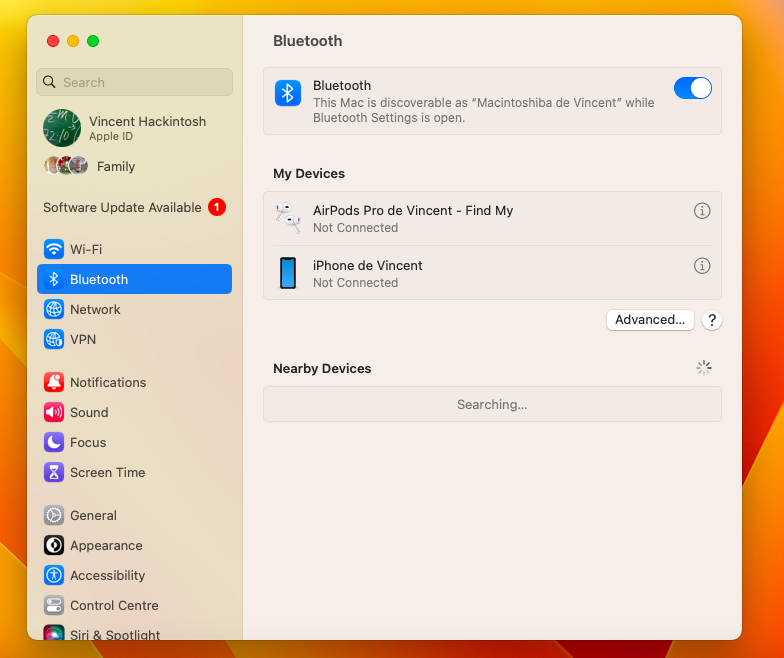 Bluetooth
Search
Vincent Hackintosh
Apple ID
Family
Software Update Available 1
Wi-Fi
Bluetooth
Network
VPN
Notifications
Sound
Focus
Screen Time
General
Appearance
Accessibility
Control Centre
Siri & Spotlight
Bluetooth
This Mac is discoverable as “Macintoshiba de Vincent” while
Bluetooth Settings is open.
My Devices
AirPods Pro de Vincent - Find My
Not Connected
iPhone de Vincent
Not Connected
Advanced... ?
Nearby Devices
Searching...